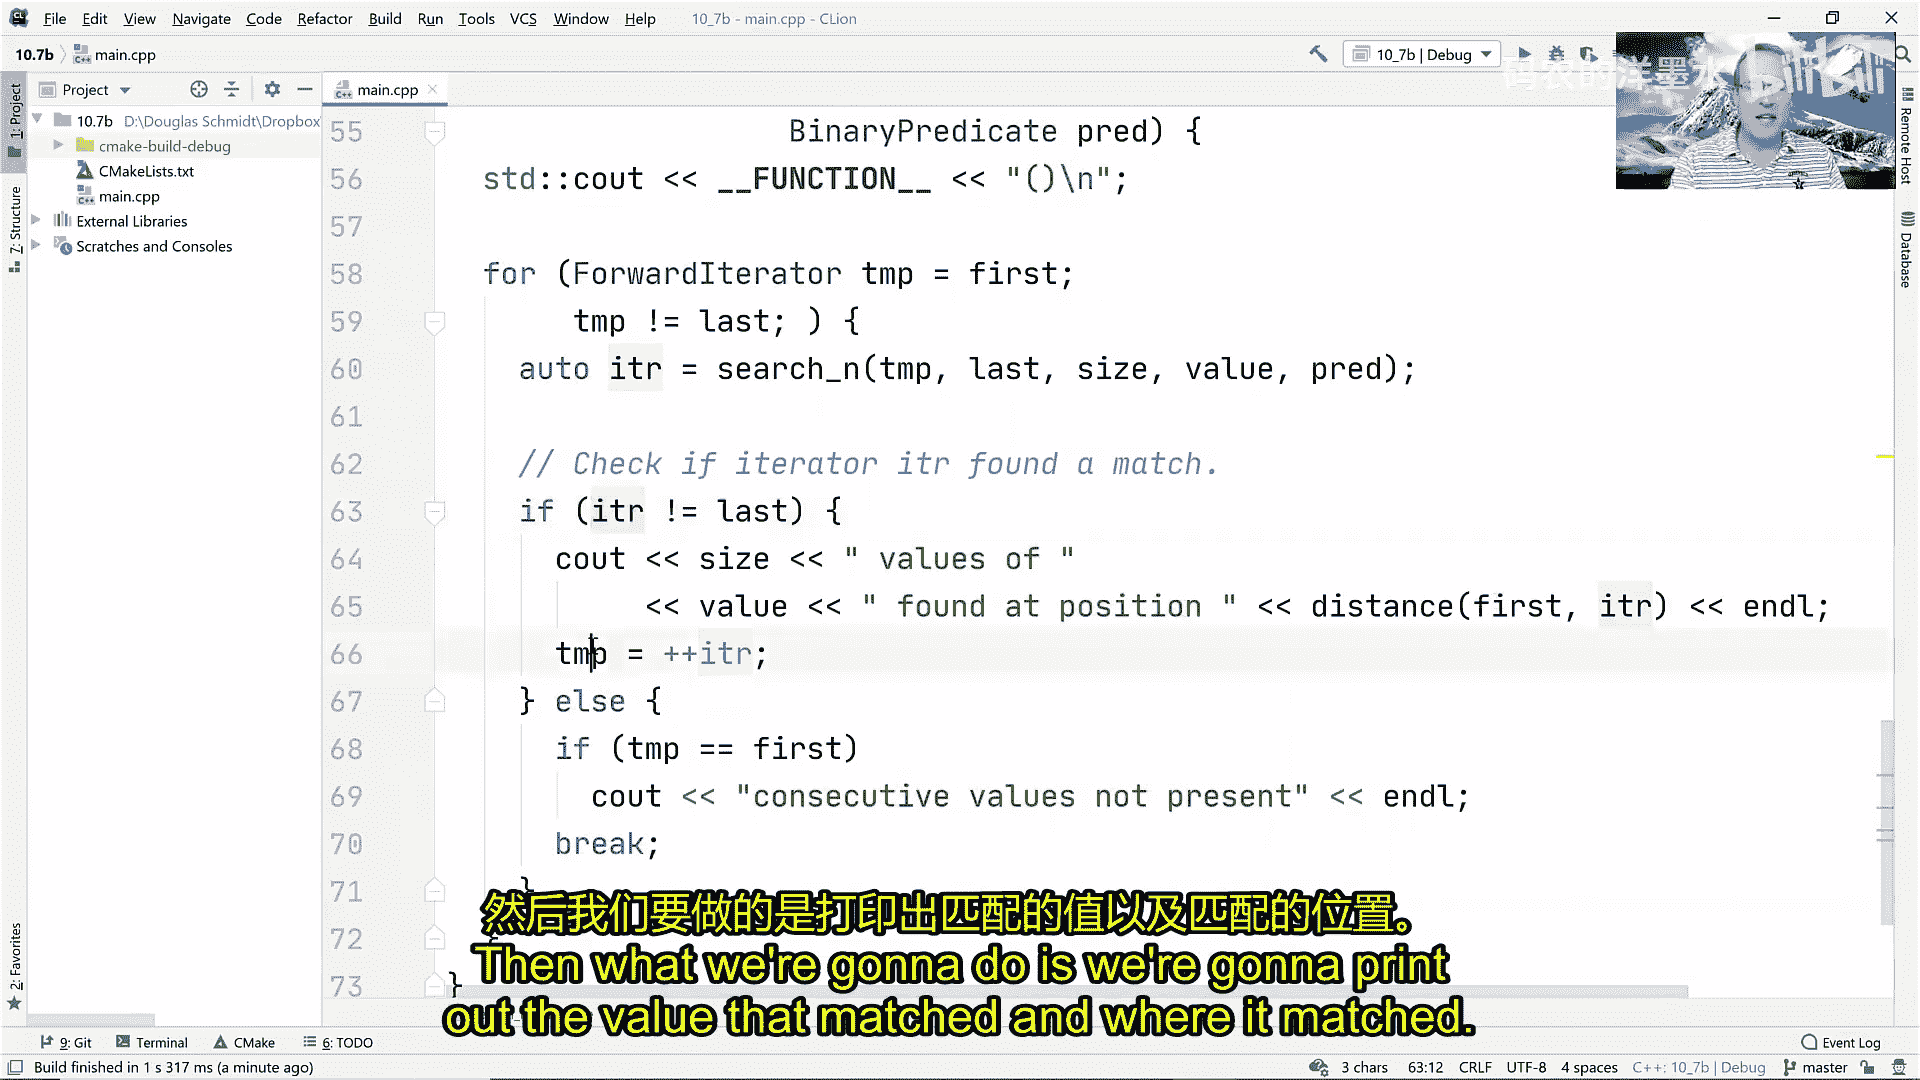 File Edit View Navigate Code Refactor Build Run Tools VCS Window Help 10_7b - main.cpp - CLion
10.7b main.cpp 10_7b | Debug
码农的洋墨水 bilibili
Project main.cpp
1: Project
7: Structure
2: Favorites
10.7b D:\Douglas Schmidt\Dropbox
cmake-build-debug
CMakeLists.txt
main.cpp
External Libraries
Scratches and Consoles
Remote Host
Database
55 BinaryPredicate pred) {
56 std::cout << __FUNCTION__ << "()\n";
57
58 for (ForwardIterator tmp = first;
59 tmp != last; ) {
60 auto itr = search_n(tmp, last, size, value, pred);
61
62 // Check if iterator itr found a match.
63 if (itr != last) {
64 cout << size << " values of "
65 << value << " found at position " << distance(first, itr) << endl;
66 tmp = ++itr;
67 } else {
68 if (tmp == first)
69 cout << "consecutive values not present" << endl;
70 break;
71 }
72
73 }
然后我们要做的是打印出匹配的值以及匹配的位置。
Then what we're gonna do is we're gonna print
out the value that matched and where it matched.
9: Git Terminal CMake 6: TODO Event Log
Build finished in 1 s 317 ms (a minute ago) 3 chars 63:12 CRLF UTF-8 4 spaces C++: 10_7b | Debug master